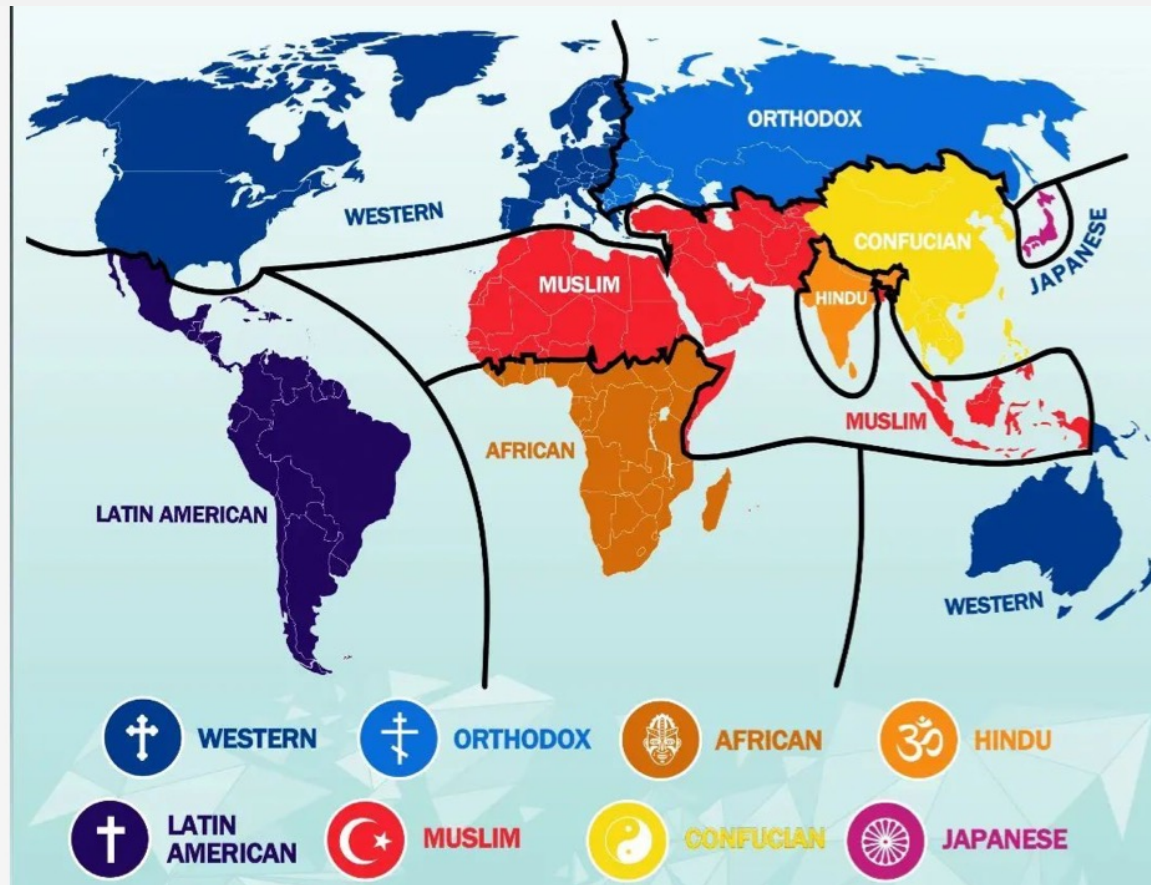 ORTHODOX
WESTERN
CONFUCIAN
JAPANESE
MUSLIM
HINDU
MUSLIM
AFRICAN
LATIN AMERICAN
WESTERN
WESTERN
ORTHODOX
AFRICAN
HINDU
LATIN
AMERICAN
MUSLIM
CONFUCIAN
JAPANESE